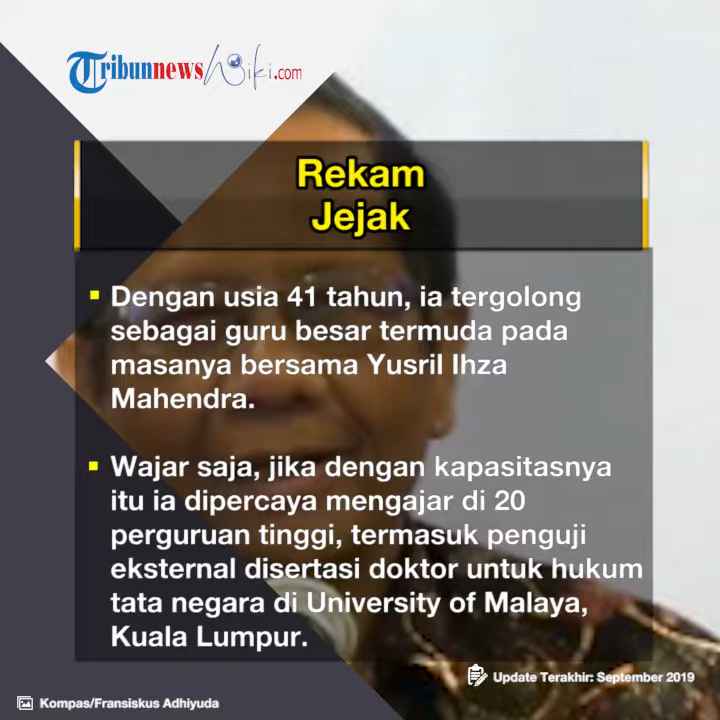 TribunnewsWiki.com
Rekam
Jejak
Dengan usia 41 tahun, ia tergolong
sebagai guru besar termuda pada
masanya bersama Yusril Ihza
Mahendra.
Wajar saja, jika dengan kapasitasnya
itu ia dipercaya mengajar di 20
perguruan tinggi, termasuk penguji
eksternal disertasi doktor untuk hukum
tata negara di University of Malaya,
Kuala Lumpur.
Update Terakhir: September 2019
Kompas/Fransiskus Adhiyuda